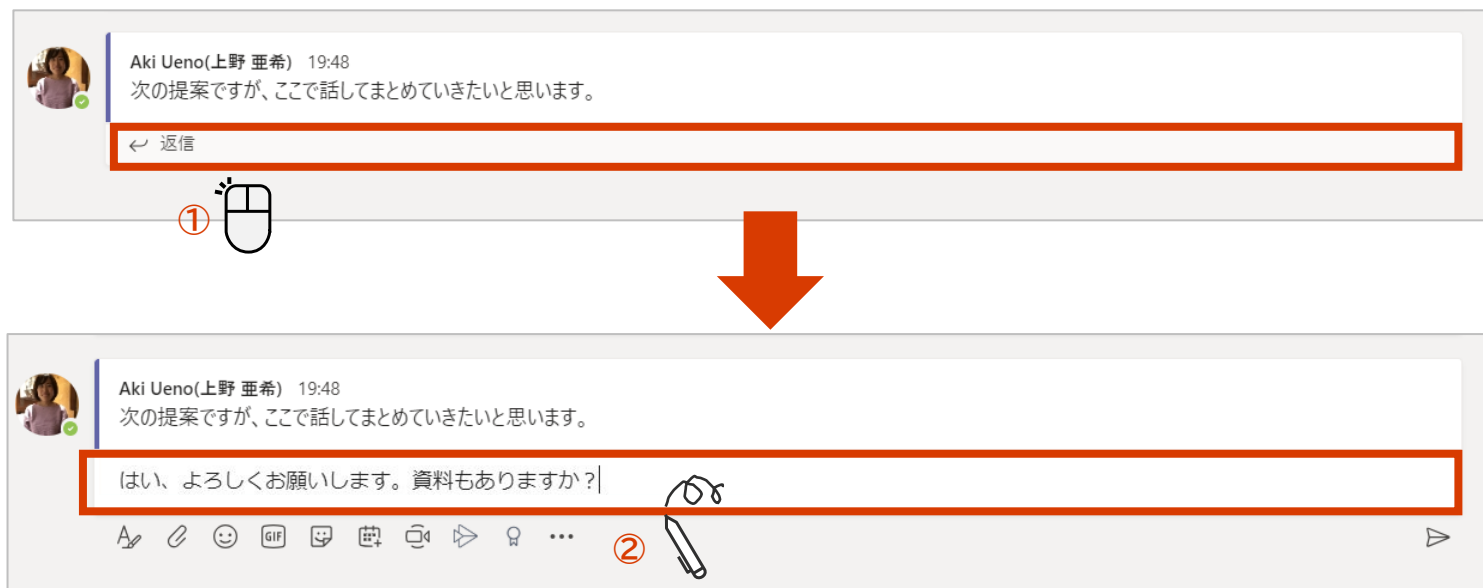 Aki Ueno(上野 亜希) 19:48
次の提案ですが、ここで話してまとめていきたいと思います。
返信
①
Aki Ueno(上野 亜希) 19:48
次の提案ですが、ここで話してまとめていきたいと思います。
はい、よろしくお願いします。資料もありますか？
GIF
②